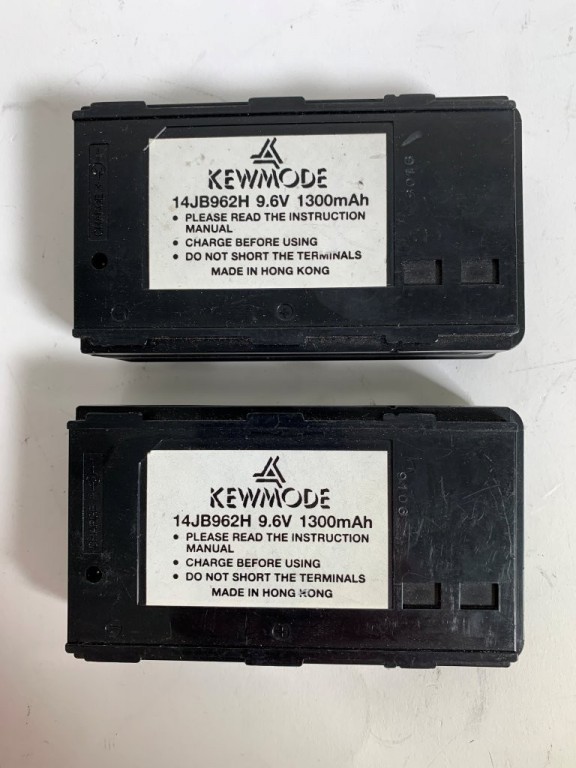 KEWMODE
14JB962H 9.6V 1300mAh
• PLEASE READ THE INSTRUCTION
MANUAL
• CHARGE BEFORE USING
• DO NOT SHORT THE TERMINALS
MADE IN HONG KONG
KEWMODE
14JB962H 9.6V 1300mAh
• PLEASE READ THE INSTRUCTION
MANUAL
• CHARGE BEFORE USING
• DO NOT SHORT THE TERMINALS
MADE IN HONG KONG